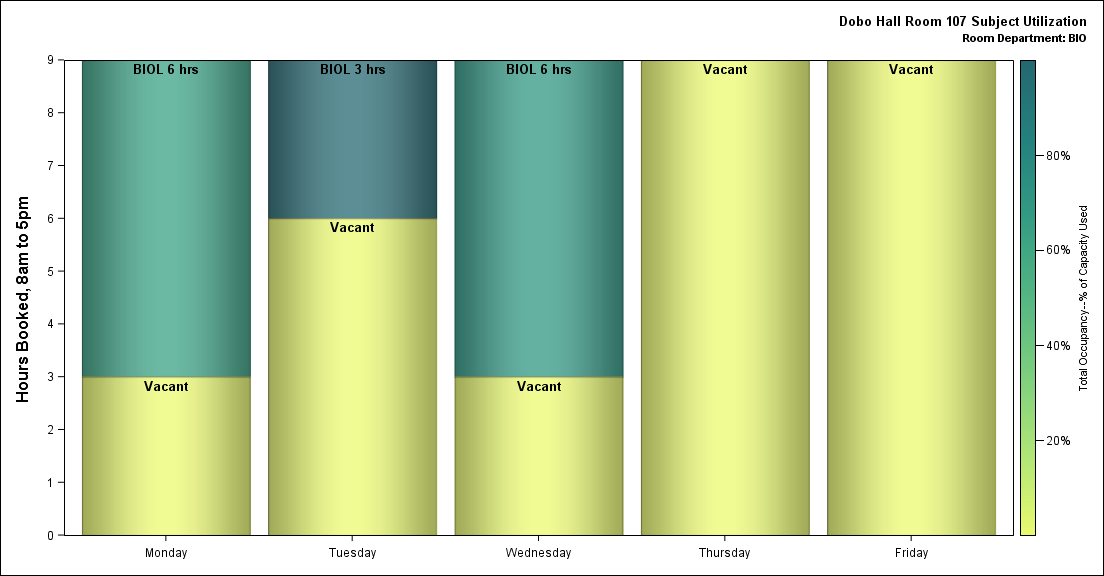 Dobo Hall Room 107 Subject Utilization
Room Department: BIO
Hours Booked, 8am to 5pm
9
8
7
6
5
4
3
2
1
0
BIOL 6 hrs
Vacant
BIOL 3 hrs
Vacant
BIOL 6 hrs
Vacant
Vacant
Vacant
Monday
Tuesday
Wednesday
Thursday
Friday
80%
60%
40%
20%
Total Occupancy--% of Capacity Used